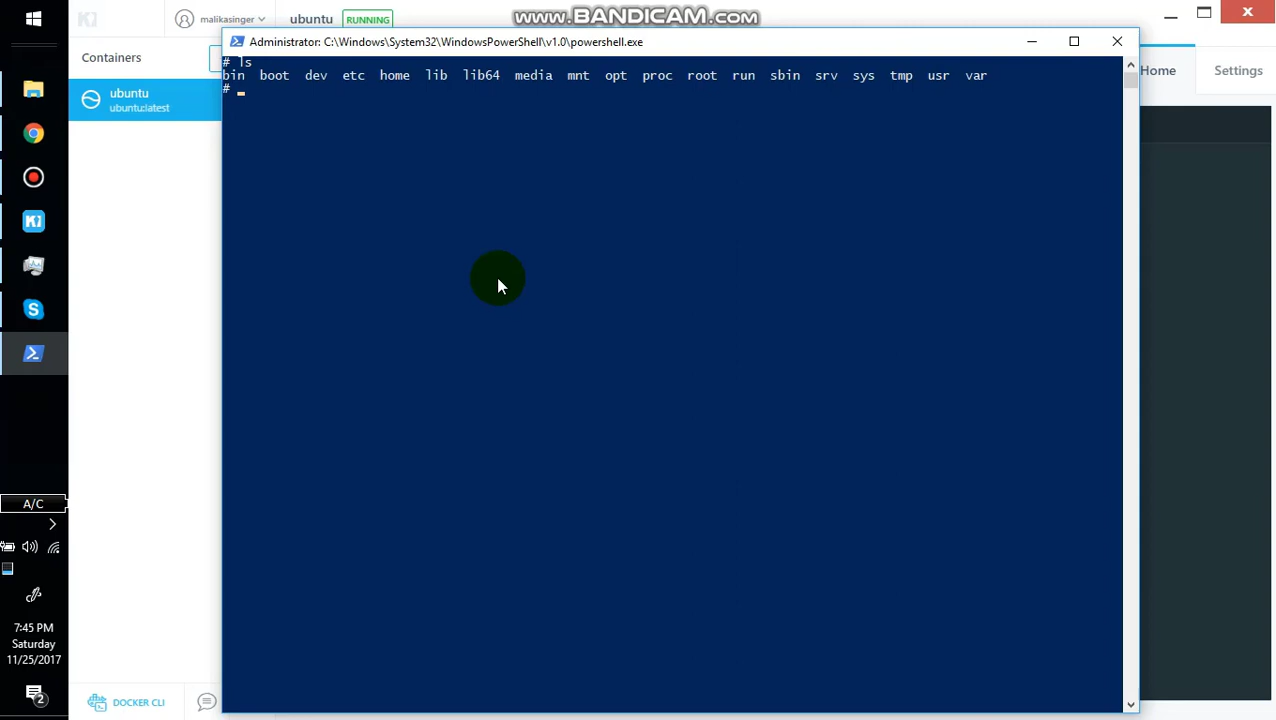 www.BANDICAM.com
malikasinger
ubuntu
RUNNING
Administrator: C:\Windows\System32\WindowsPowerShell\v1.0\powershell.exe
# ls
bin boot dev etc home lib lib64 media mnt opt proc root run sbin srv sys tmp usr var
#
Containers
ubuntu
ubuntu:latest
Home
Settings
A/C
7:45 PM
Saturday
11/25/2017
2
DOCKER CLI